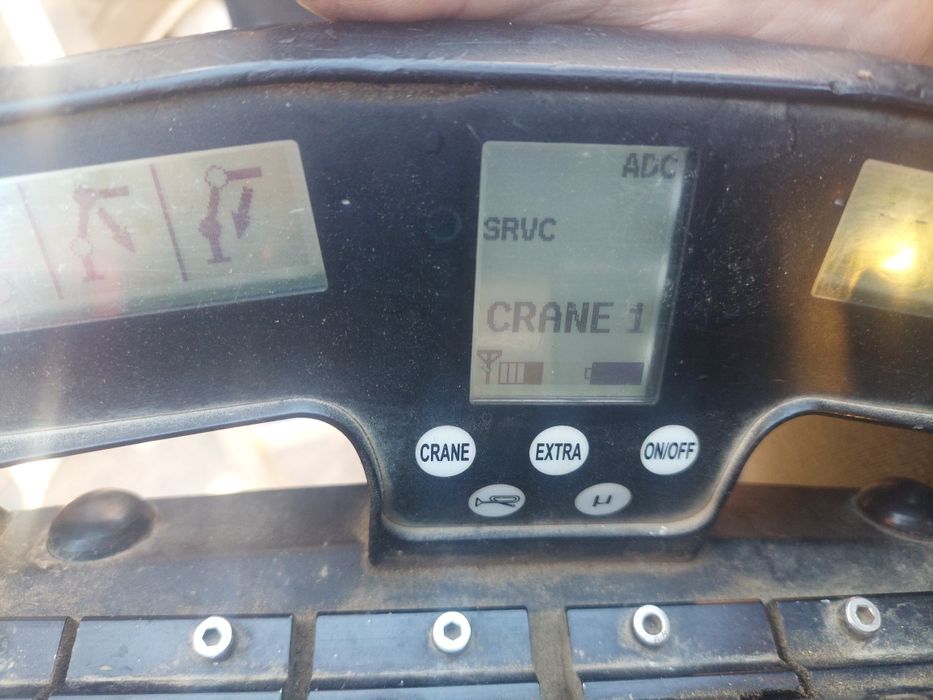 ADC
SRVC
CRANE 1
CRANE
EXTRA
ON/OFF
µ